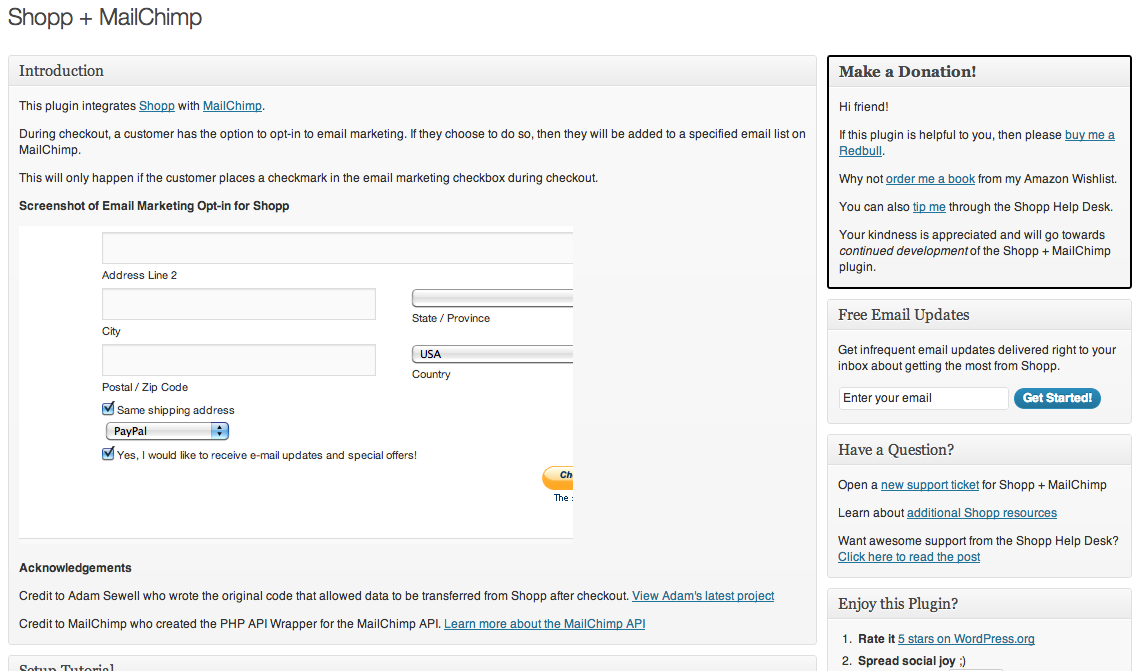 Shopp + MailChimp
Introduction
This plugin integrates Shopp with MailChimp.
During checkout, a customer has the option to opt-in to email marketing. If they choose to do so, then they will be added to a specified email list on
MailChimp.
This will only happen if the customer places a checkmark in the email marketing checkbox during checkout.
Screenshot of Email Marketing Opt-in for Shopp
Address Line 2
City
State / Province
USA
Country
Postal / Zip Code
Same shipping address
PayPal
Yes, I would like to receive e-mail updates and special offers!
Ch
The
Acknowledgements
Credit to Adam Sewell who wrote the original code that allowed data to be transferred from Shopp after checkout. View Adam's latest project
Credit to MailChimp who created the PHP API Wrapper for the MailChimp API. Learn more about the MailChimp API
Setup Tutorial
Make a Donation!
Hi friend!
If this plugin is helpful to you, then please buy me a
Redbull.
Why not order me a book from my Amazon Wishlist.
You can also tip me through the Shopp Help Desk.
Your kindness is appreciated and will go towards
continued development of the Shopp + MailChimp
plugin.
Free Email Updates
Get infrequent email updates delivered right to your
inbox about getting the most from Shopp.
Enter your email
Get Started!
Have a Question?
Open a new support ticket for Shopp + MailChimp
Learn about additional Shopp resources
Want awesome support from the Shopp Help Desk?
Click here to read the post
Enjoy this Plugin?
1. Rate it 5 stars on WordPress.org
2. Spread social joy ;)